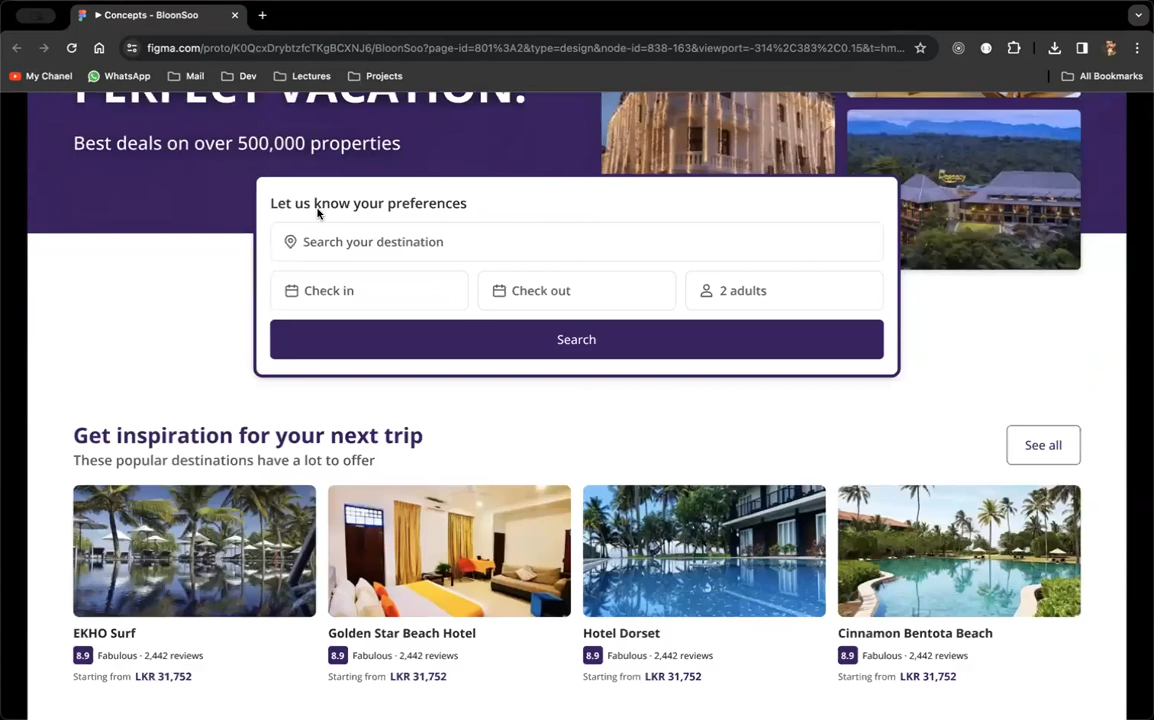 Concepts - BloonSoo
figma.com/proto/K0QcxDrybtzfcTKgBCXNJ6/BloonSoo?page-id=801%3A2&type=design&node-id=838-163&viewport=-314%2C383%2C0.15&t=hm...
My Chanel
WhatsApp
Mail
Dev
Lectures
Projects
All Bookmarks
PERFECT VACATION.
Best deals on over 500,000 properties
Let us know your preferences
Search your destination
Check in
Check out
2 adults
Search
Get inspiration for your next trip
These popular destinations have a lot to offer
See all
EKHO Surf
8.9 Fabulous · 2,442 reviews
Starting from LKR 31,752
Golden Star Beach Hotel
8.9 Fabulous · 2,442 reviews
Starting from LKR 31,752
Hotel Dorset
8.9 Fabulous · 2,442 reviews
Starting from LKR 31,752
Cinnamon Bentota Beach
8.9 Fabulous · 2,442 reviews
Starting from LKR 31,752